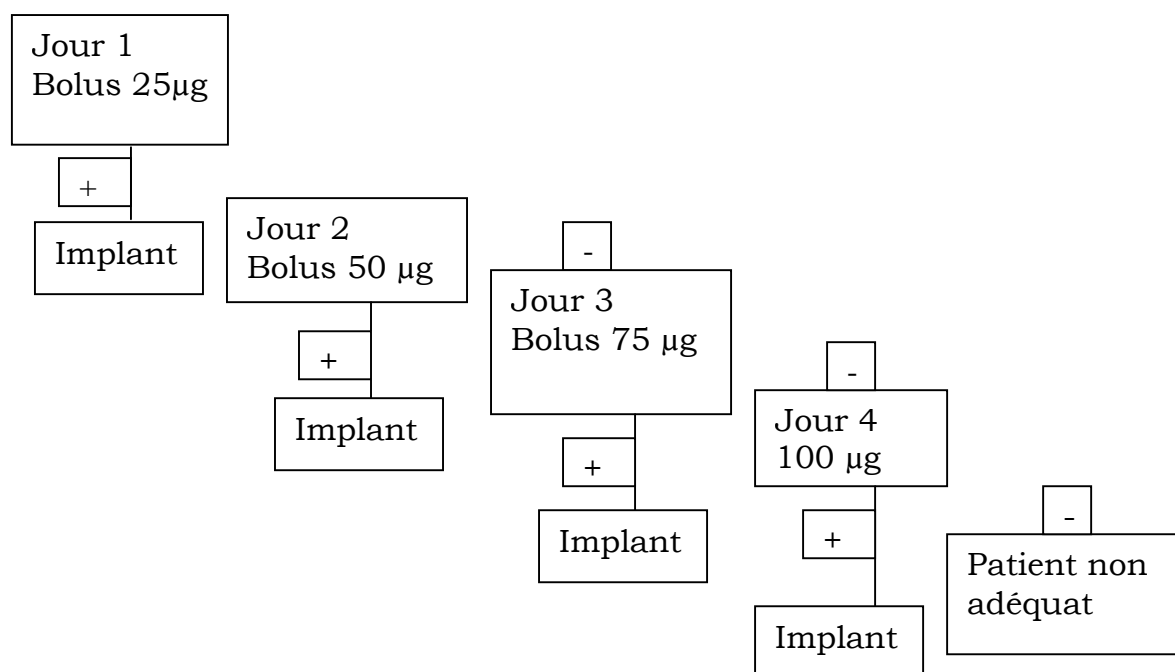 Jour 1
Bolus 25µg
+
Implant
Jour 2
Bolus 50 µg
+
Implant
-
Jour 3
Bolus 75 µg
+
Implant
-
Jour 4
100 µg
+
Implant
-
Patient non
adéquat